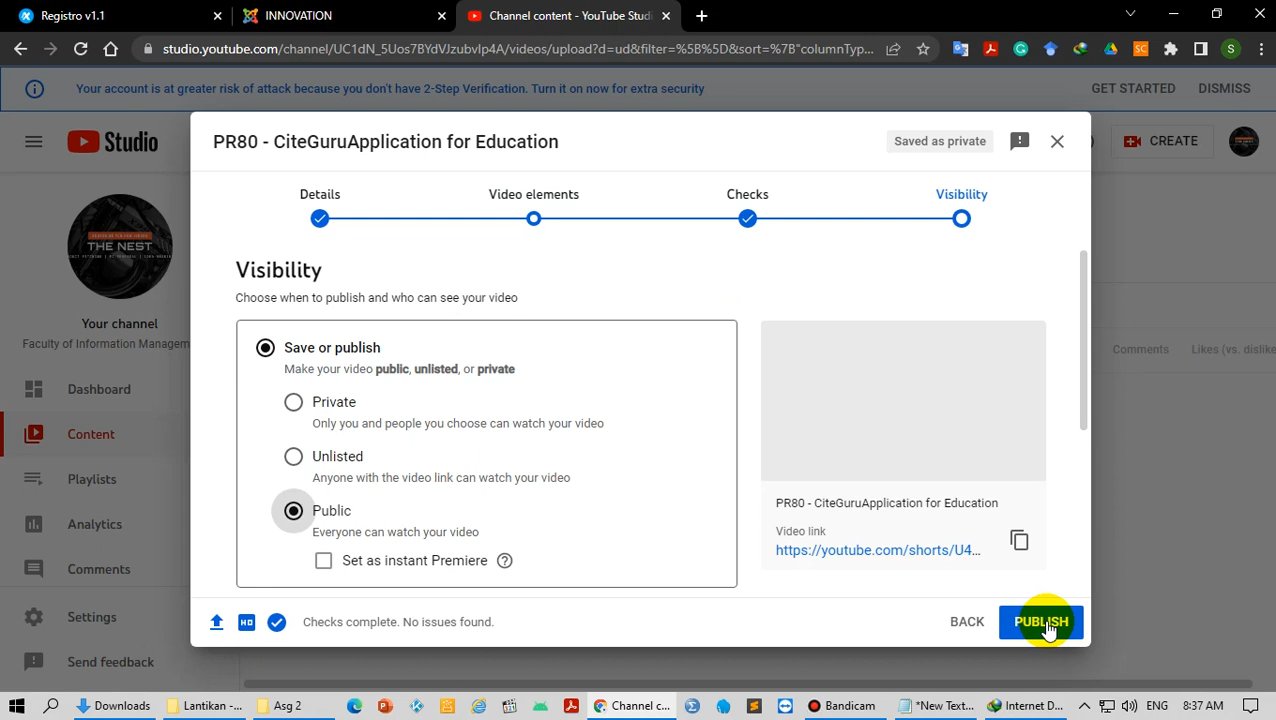 Registro v1.1
INNOVATION
Channel content - YouTube Studi
studio.youtube.com/channel/UC1dN_5Uos7BYdVJzubvlp4A/videos/upload?d=ud&filter=%5B%5D&sort=%7B"columnTyp...
S
Your account is at greater risk of attack because you don't have 2-Step Verification. Turn it on now for extra security
GET STARTED
DISMISS
Studio
CREATE
PR80 - CiteGuruApplication for Education
Saved as private
Details
Video elements
Checks
Visibility
THE NEST
Your channel
Faculty of Information Managem
Dashboard
Content
Playlists
Analytics
Comments
Settings
Send feedback
Visibility
Choose when to publish and who can see your video
Save or publish
Make your video public, unlisted, or private
Private
Only you and people you choose can watch your video
Unlisted
Anyone with the video link can watch your video
Public
Everyone can watch your video
Set as instant Premiere
PR80 - CiteGuruApplication for Education
Video link
https://youtube.com/shorts/U4...
Comments
Likes (vs. dislike
HD
Checks complete. No issues found.
BACK
PUBLISH
Downloads
Lantikan -...
Asg 2
Channel c...
Bandicam
*New Text...
Internet D...
ENG
8:37 AM